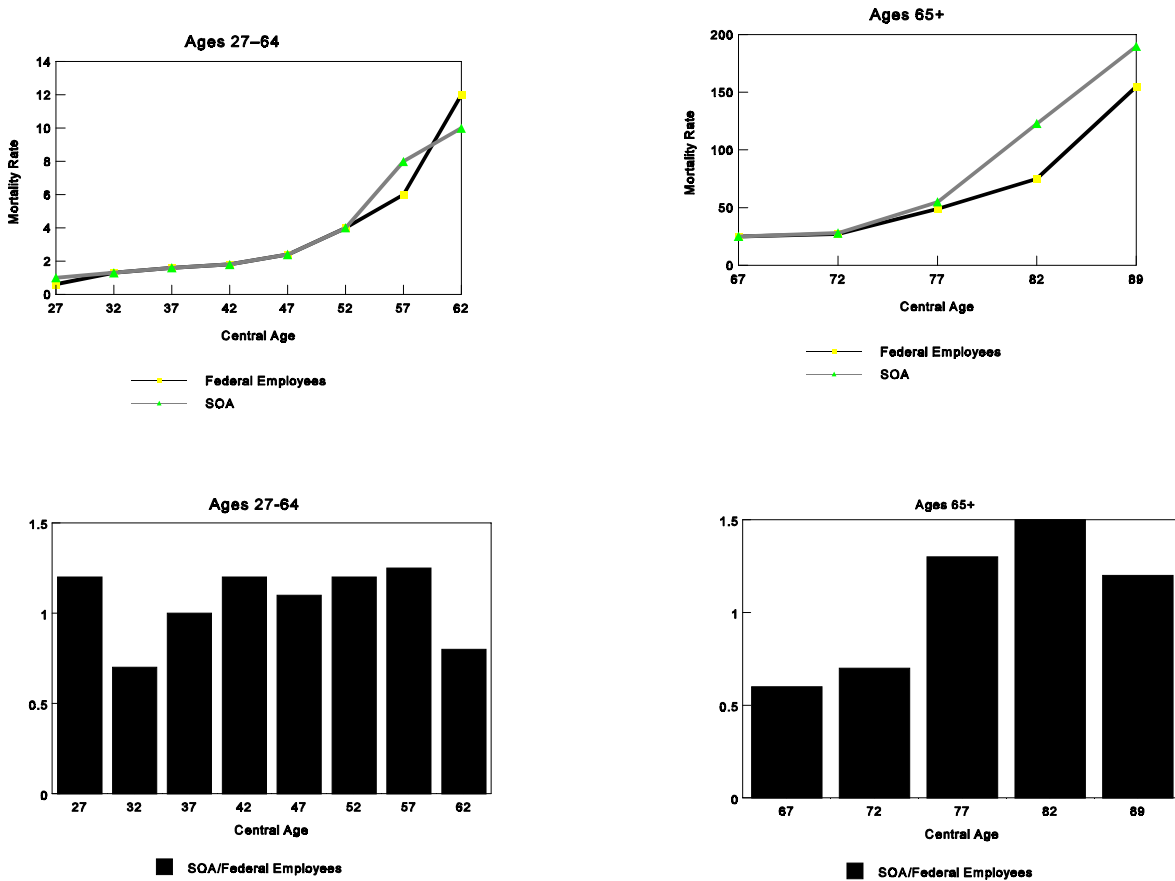 Ages 27–64
14
12
10
8
6
4
2
0
Mortality Rate
27 32 37 42 47 52 57 62
Central Age
Federal Employees
SOA
Ages 65+
200
150
100
50
0
Mortality Rate
67 72 77 82 89
Central Age
Federal Employees
SOA
Ages 27-64
1.5
1
0.5
0
27 32 37 42 47 52 57 62
Central Age
SOA/Federal Employees
Ages 65+
1.5
1
0.5
0
67 72 77 82 89
Central Age
SOA/Federal Employees